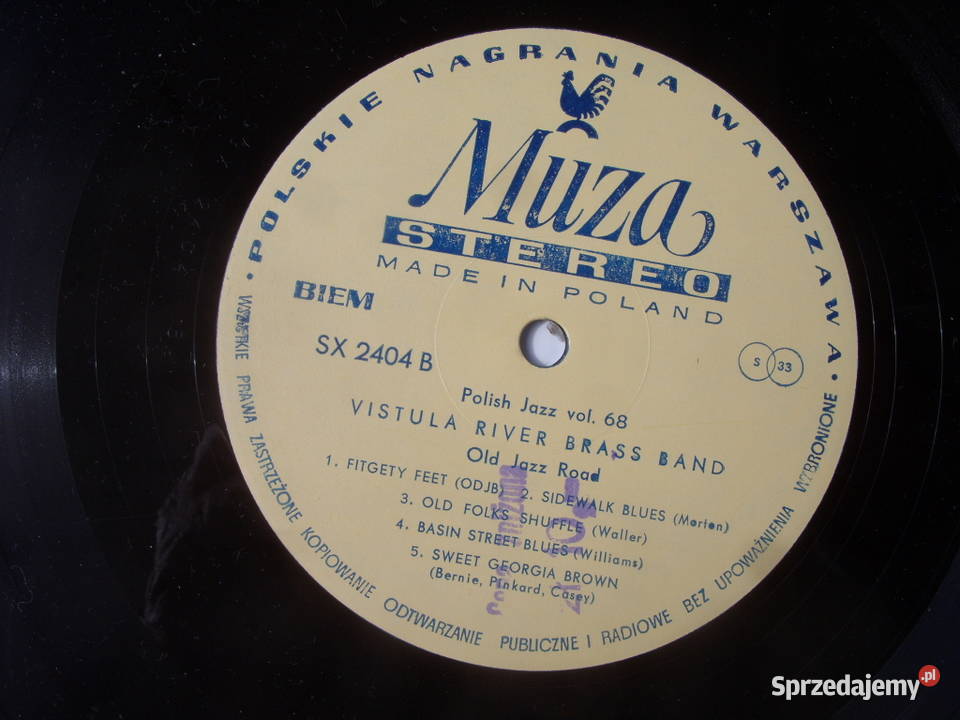 • POLSKIE NAGRANIA WARSZAWA •
Muza
STEREO
MADE IN POLAND
BIEM
SX 2404 B
S 33
Polish Jazz vol. 68
VISTULA RIVER BRASS BAND
Old Jazz Road
1. FITGETY FEET (ODJB) 2. SIDEWALK BLUES (Morton)
3. OLD FOLKS SHUFFLE (Waller)
4. BASIN STREET BLUES (Williams)
5. SWEET GEORGIA BROWN
(Bernie, Pinkard, Casey)
WSZELKIE PRAWA ZASTRZEŻONE KOPIOWANIE ODTWARZANIE PUBLICZNE I RADIOWE BEZ UPOWAŻNIENIA WZBRONIONE
Sprzedajemy.pl